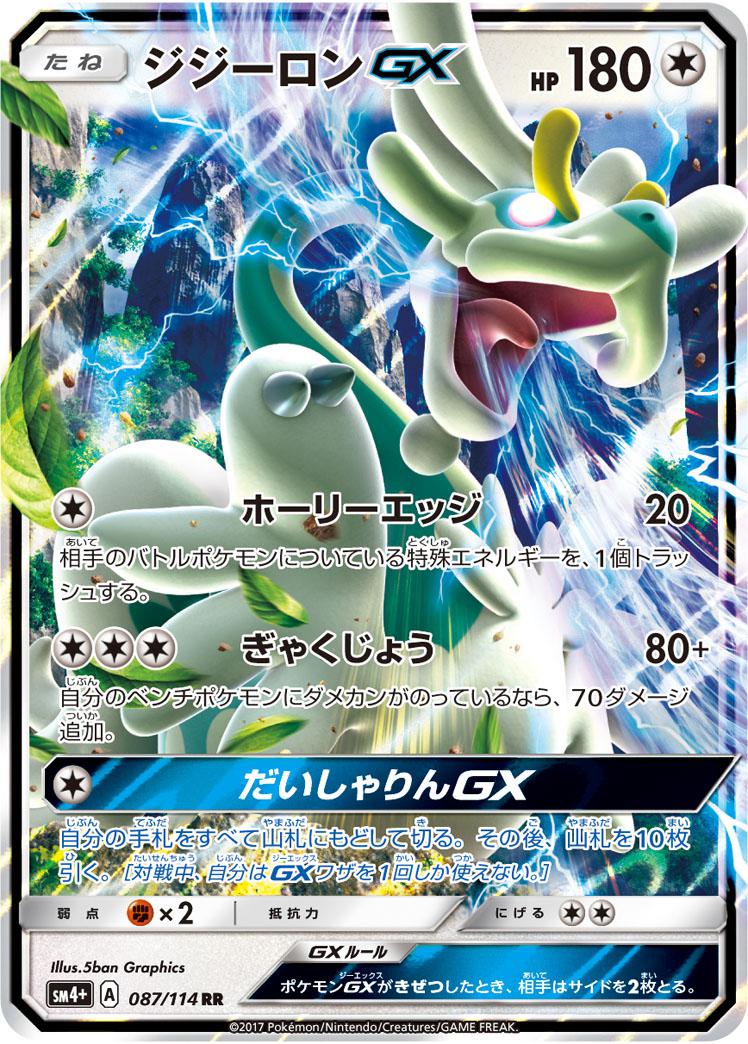 たね ジジーロンGX HP 180
ホーリーエッジ 20
相手のバトルポケモンについている特殊エネルギーを、1個トラッ
シュする。
ぎゃくじょう 80+
自分のベンチポケモンにダメカンがのっているなら、70ダメージ
追加。
だいしゃりんGX
自分の手札をすべて山札にもどして切る。その後、山札を10枚
引く。[対戦中、自分はGXワザを1回しか使えない。]
弱点 ×2 抵抗力 にげる
Illus.5ban Graphics
GXルール
ポケモンGXがきぜつしたとき、相手はサイドを2枚とる。
SM4+ A 087/114 RR
©2017 Pokémon/Nintendo/Creatures/GAME FREAK.